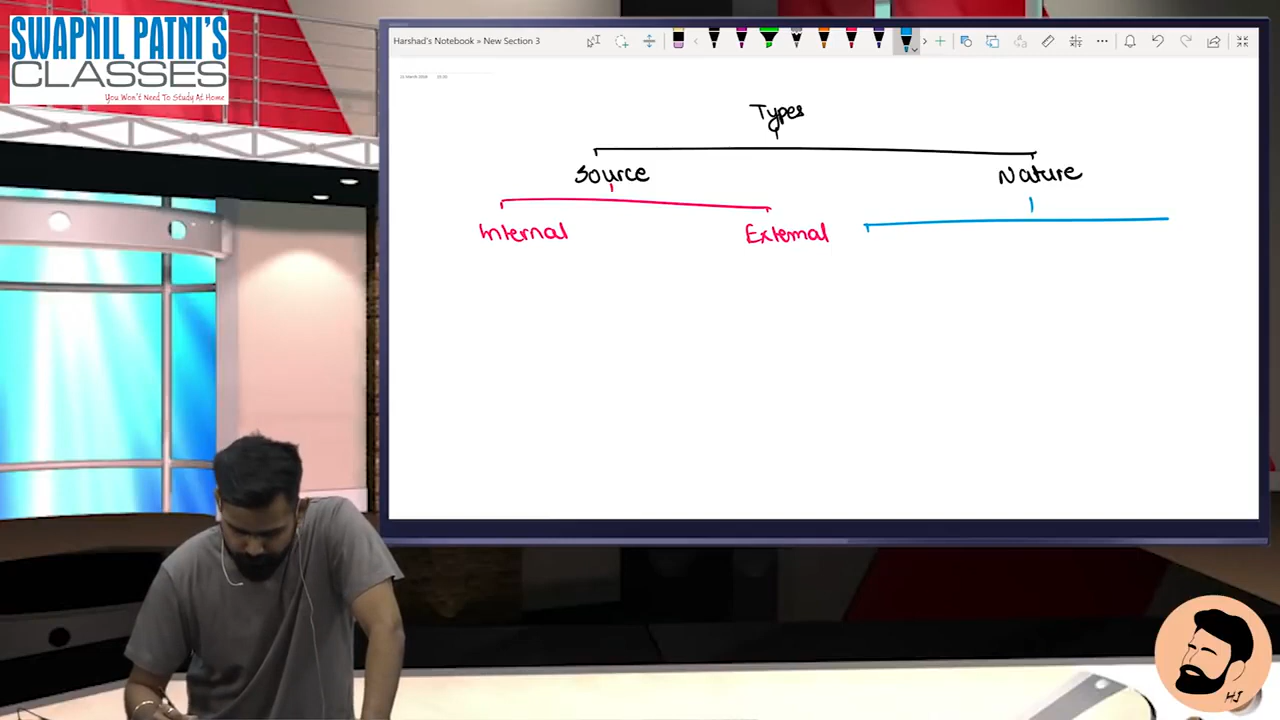 SWAPNIL PATNI'S
CLASSES
You Won't Need To Study At Home
Harshad's Notebook > New Section 3
Types
Source
Nature
Internal
External
HJ